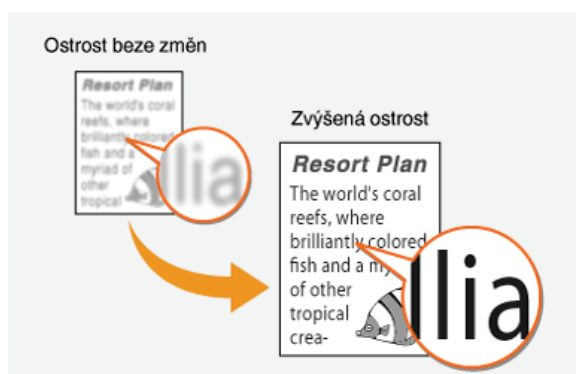 Ostrost beze změn
Resort Plan
The world's coral
reefs, where
brilliantly colored
fish and a
myriad of
other
tropical
lia
Zvýšená ostrost
Resort Plan
The world's coral
reefs, where
brilliantly colored
fish and a my
of other
tropical
crea-
llia